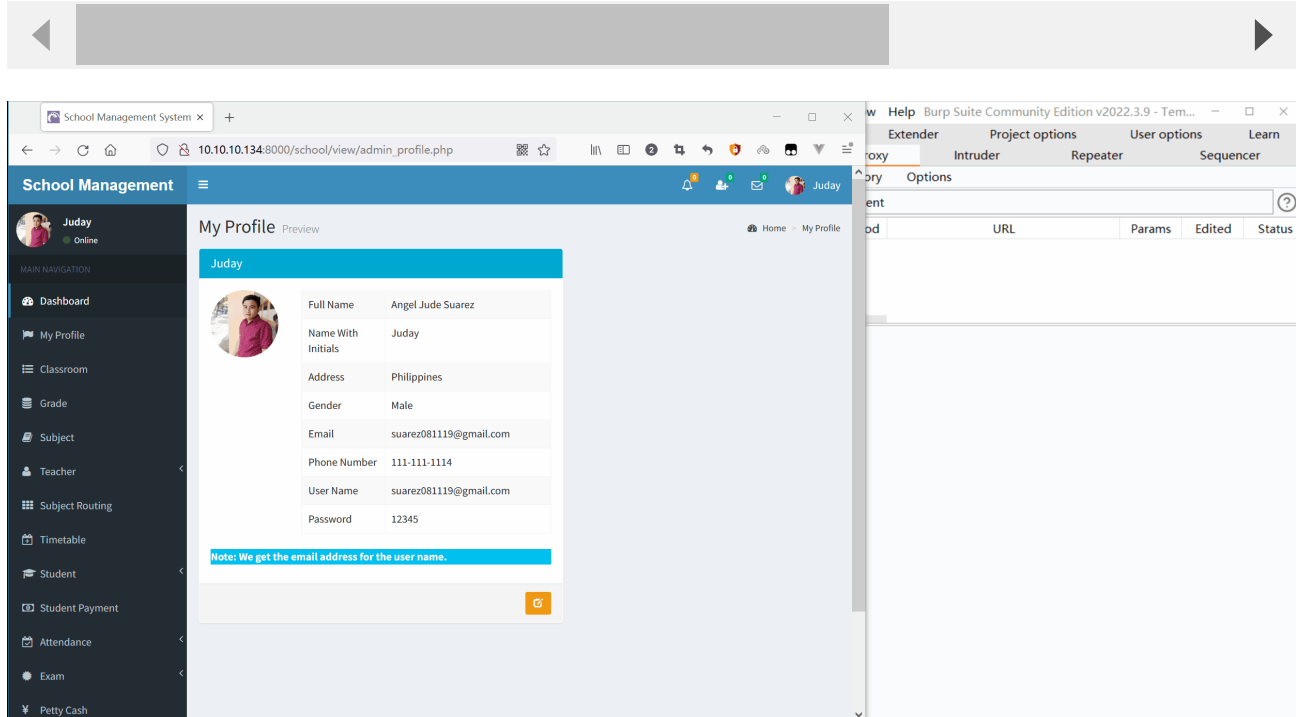 School Management System
Help Burp Suite Community Edition v2022.3.9 - Tem...
10.10.10.134:8000/school/view/admin_profile.php
2
Extender Project options User options Learn
Intruder Repeater Sequencer
Options
URL Params Edited Status
School Management
0 0 0 Juday
Juday
Online
MAIN NAVIGATION
Dashboard
My Profile
Classroom
Grade
Subject
Teacher
Subject Routing
Timetable
Student
Student Payment
Attendance
Exam
Petty Cash
My Profile Preview
Home > My Profile
Juday
Full Name Angel Jude Suarez
Name With Initials Juday
Address Philippines
Gender Male
Email suarez081119@gmail.com
Phone Number 111-111-1114
User Name suarez081119@gmail.com
Password 12345
Note: We get the email address for the user name.